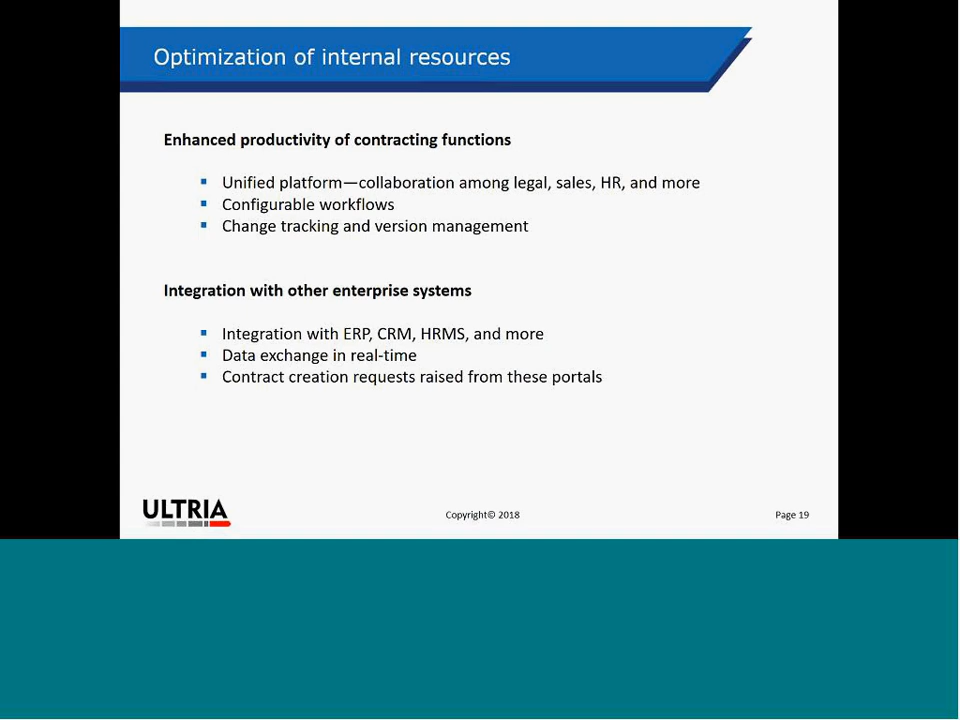 Optimization of internal resources
Enhanced productivity of contracting functions
Unified platform—collaboration among legal, sales, HR, and more
Configurable workflows
Change tracking and version management
Integration with other enterprise systems
Integration with ERP, CRM, HRMS, and more
Data exchange in real-time
Contract creation requests raised from these portals
ULTRIA
Copyright© 2018
Page 19